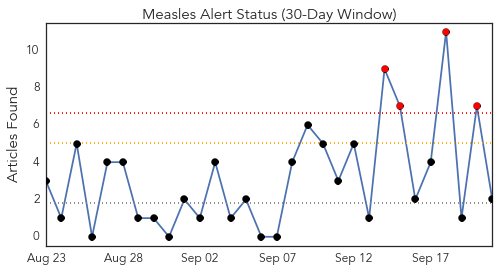 Measles Alert Status (30-Day Window)
Articles Found
10
8
6
4
2
0
Aug 23 Aug 28 Sep 02 Sep 07 Sep 12 Sep 17